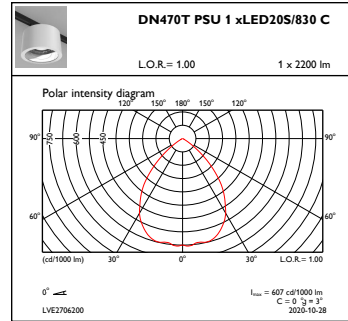 DN470T PSU 1 xLED20S/830 C
L.O.R.= 1.00 1 x 2200 lm
Polar intensity diagram
120° 150° 180° 150° 120°
90° 750 600 450 90°
60° 60°
(cd/1000 lm) 30° 0° 30° L.O.R.= 1.00
0° Imax = 607 cd/1000 lm
C = 0 °g = 3°
LVE2706200 2020-10-28